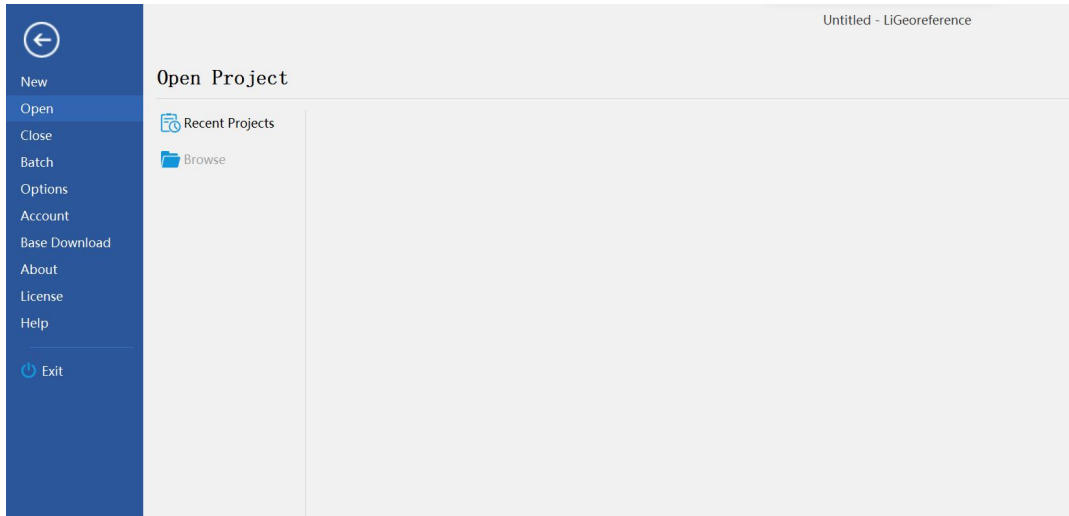 Untitled - LiGeoreference
New
Open
Close
Batch
Options
Account
Base Download
About
License
Help
Exit
Open Project
Recent Projects
Browse